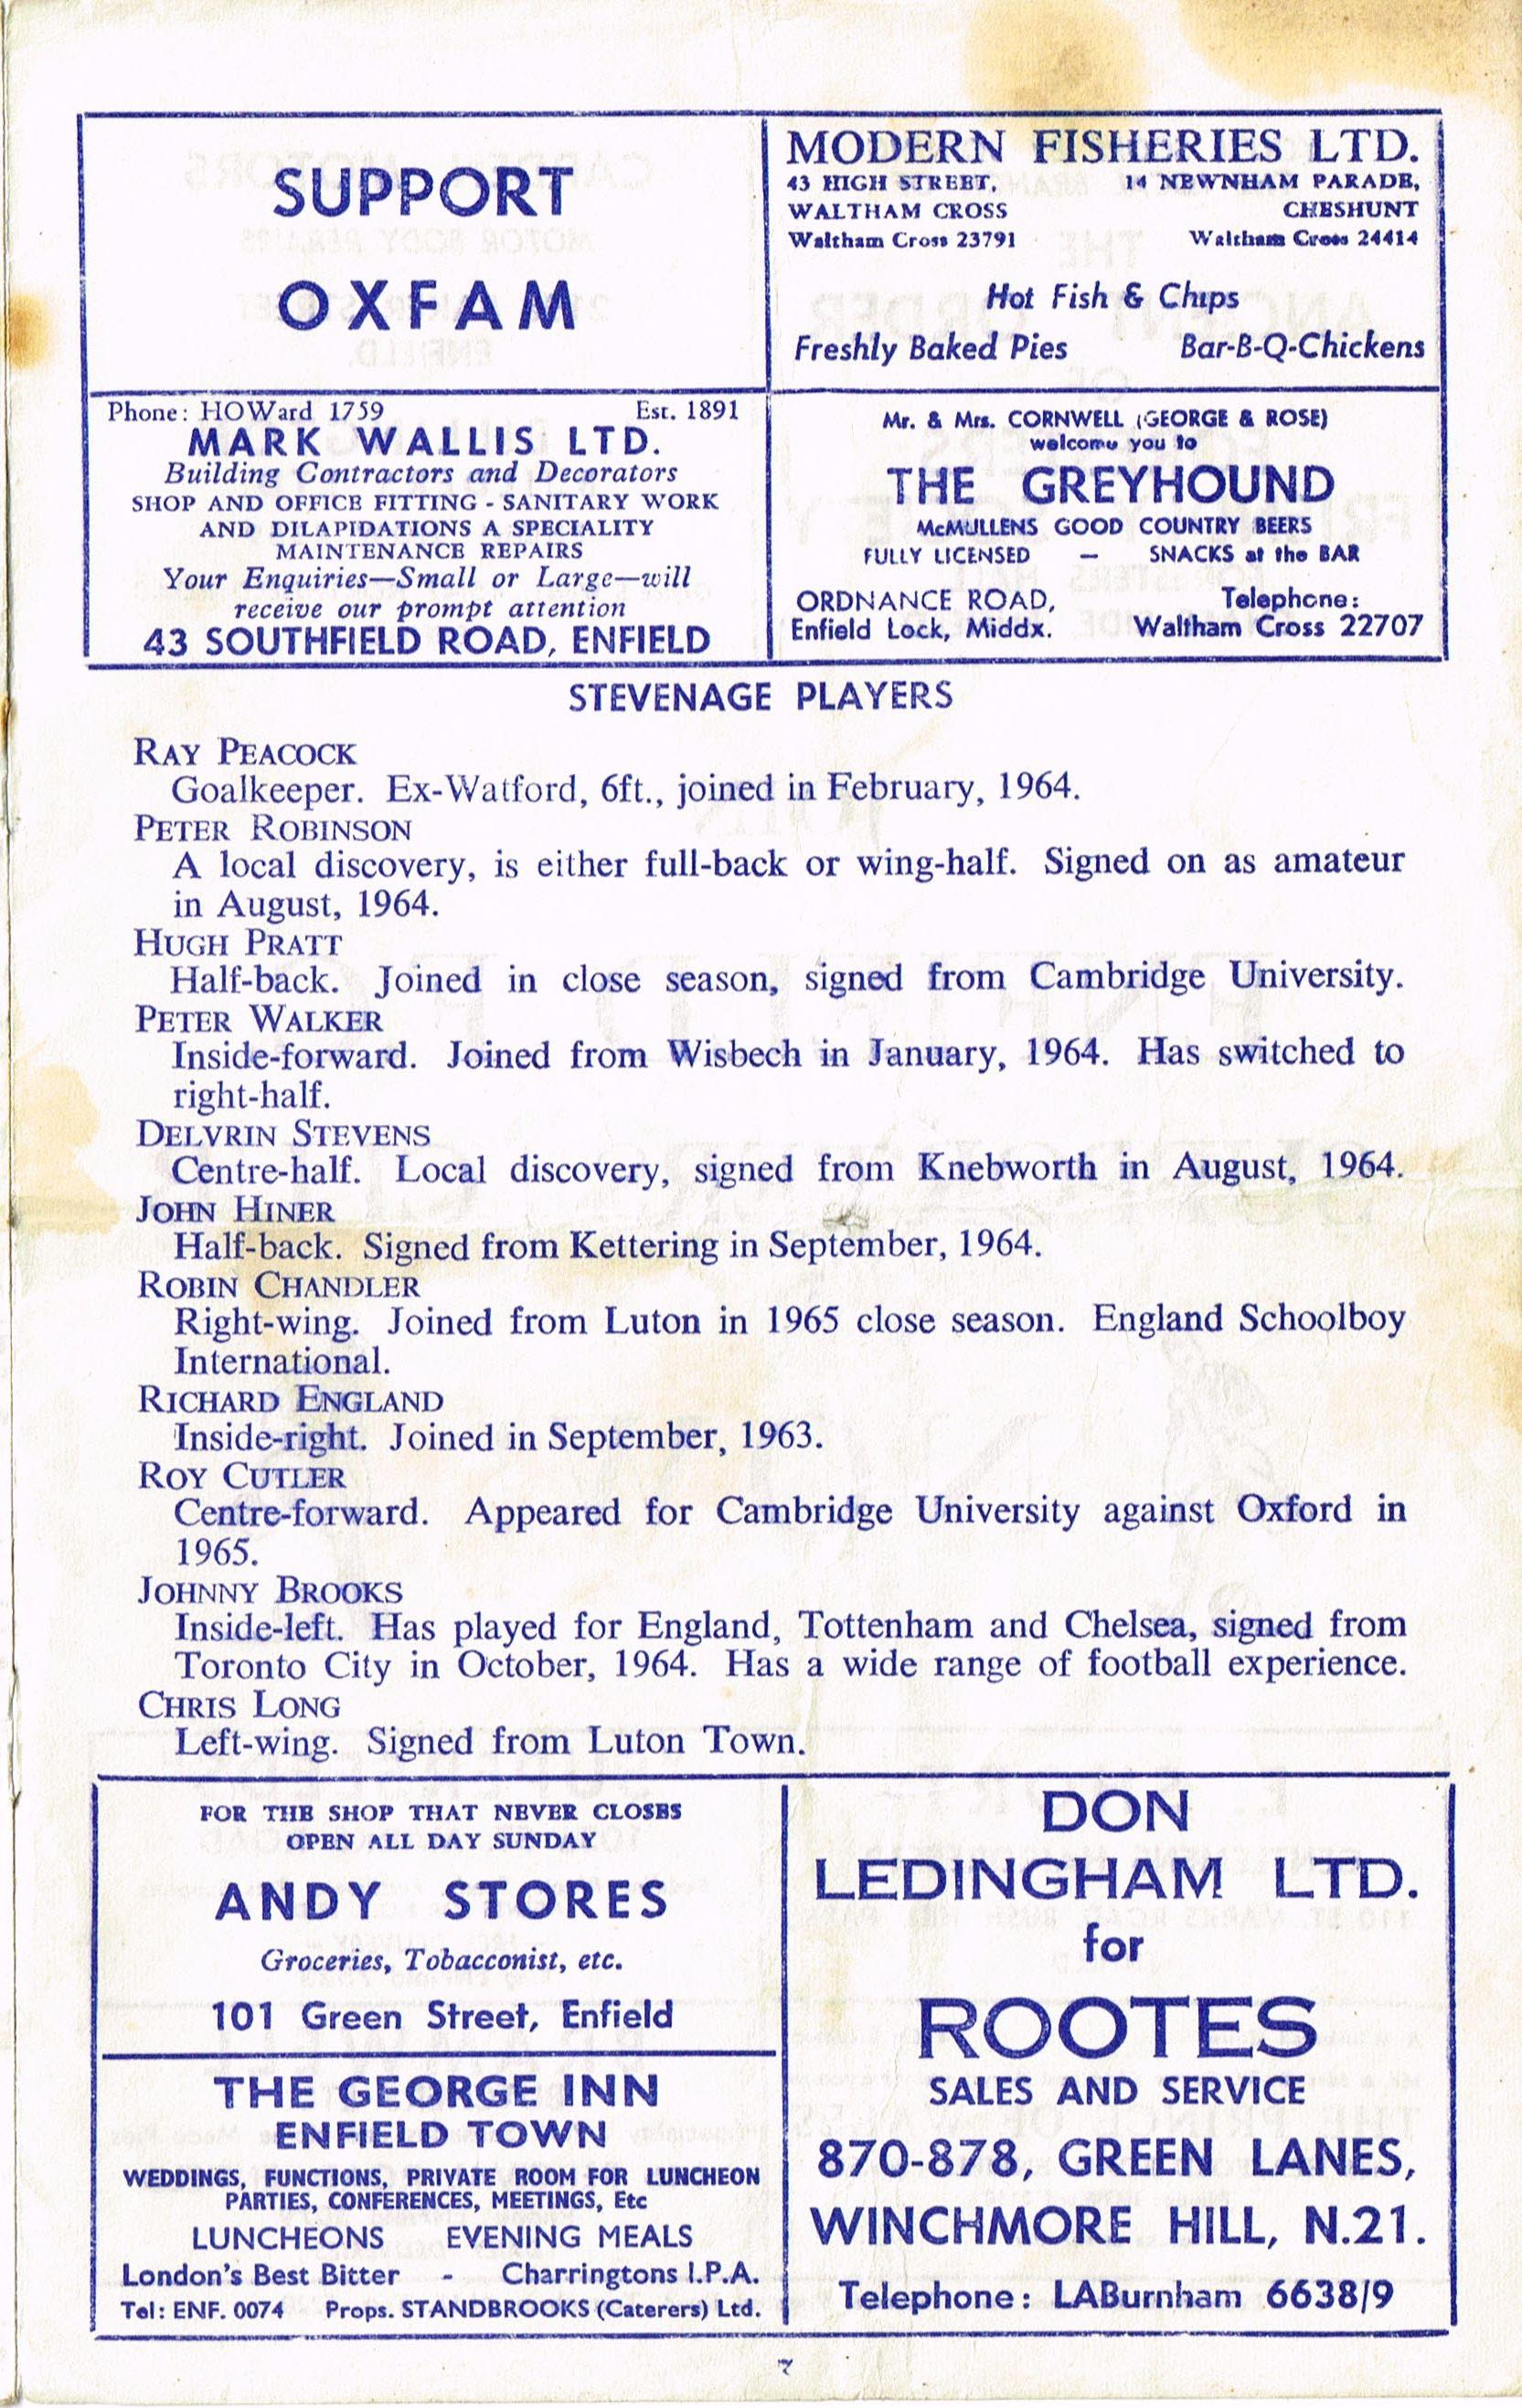 SUPPORT
OXFAM
MODERN FISHERIES LTD.
43 HIGH STREET, 14 NEWNHAM PARADE,
WALTHAM CROSS CHESHUNT
Waltham Cross 23791 Waltham Cross 24414
Hot Fish & Chips
Freshly Baked Pies Bar-B-Q-Chickens
Phone: HOWard 1759 Est. 1891
MARK WALLIS LTD.
Building Contractors and Decorators
SHOP AND OFFICE FITTING - SANITARY WORK
AND DILAPIDATIONS A SPECIALITY
MAINTENANCE REPAIRS
Your Enquiries—Small or Large—will
receive our prompt attention
43 SOUTHFIELD ROAD, ENFIELD
Mr. & Mrs. CORNWELL (GEORGE & ROSE)
welcome you to
THE GREYHOUND
McMULLENS GOOD COUNTRY BEERS
FULLY LICENSED — SNACKS at the BAR
ORDNANCE ROAD, Telephone:
Enfield Lock, Middx. Waltham Cross 22707
STEVENAGE PLAYERS
RAY PEACOCK
Goalkeeper. Ex-Watford, 6ft., joined in February, 1964.
PETER ROBINSON
A local discovery, is either full-back or wing-half. Signed on as amateur
in August, 1964.
HUGH PRATT
Half-back. Joined in close season, signed from Cambridge University.
PETER WALKER
Inside-forward. Joined from Wisbech in January, 1964. Has switched to
right-half.
DELVRIN STEVENS
Centre-half. Local discovery, signed from Knebworth in August, 1964.
JOHN HINER
Half-back. Signed from Kettering in September, 1964.
ROBIN CHANDLER
Right-wing. Joined from Luton in 1965 close season. England Schoolboy
International.
RICHARD ENGLAND
Inside-right. Joined in September, 1963.
ROY CUTLER
Centre-forward. Appeared for Cambridge University against Oxford in
1965.
JOHNNY BROOKS
Inside-left. Has played for England, Tottenham and Chelsea, signed from
Toronto City in October, 1964. Has a wide range of football experience.
CHRIS LONG
Left-wing. Signed from Luton Town.
FOR THE SHOP THAT NEVER CLOSES
OPEN ALL DAY SUNDAY
ANDY STORES
Groceries, Tobacconist, etc.
101 Green Street, Enfield
THE GEORGE INN
ENFIELD TOWN
WEDDINGS, FUNCTIONS, PRIVATE ROOM FOR LUNCHEON
PARTIES, CONFERENCES, MEETINGS, Etc
LUNCHEONS EVENING MEALS
London's Best Bitter - Charringtons I.P.A.
Tel: ENF. 0074 Props. STANDBROOKS (Caterers) Ltd.
DON
LEDINGHAM LTD.
for
ROOTES
SALES AND SERVICE
870-878, GREEN LANES,
WINCHMORE HILL, N.21.
Telephone: LABurnham 6638/9
7